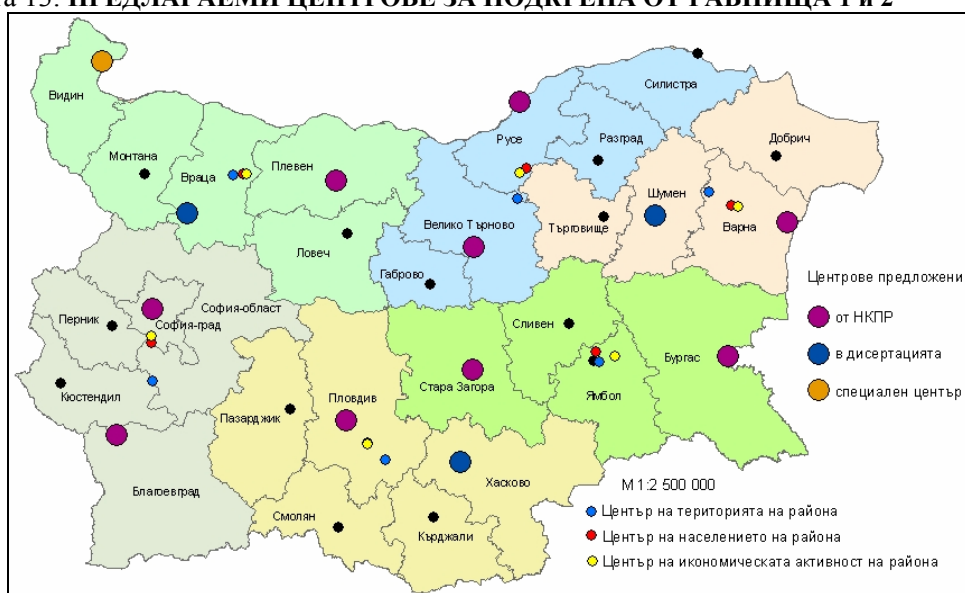 та 13. ПРЕДЛАГАЕМИ ЦЕНТРОВЕ ЗА ПОДКРЕПА ОТ РАВНИЩА 1 и 2
Видин
Силистра
Русе
Разград
Добрич
Монтана
Враца
Плевен
Шумен
Велико Търново
Търговище
Варна
Ловеч
Габрово
Центрове предложени
от НКПР
в дисертацията
специален център
София-област
Перник
София-град
Сливен
Бургас
Кюстендил
Стара Загора
Ямбол
Пловдив
Пазарджик
Благоевград
Хасково
Смолян
Кърджали
М 1:2 500 000
Център на територията на района
Център на населението на района
Център на икономическата активност на района